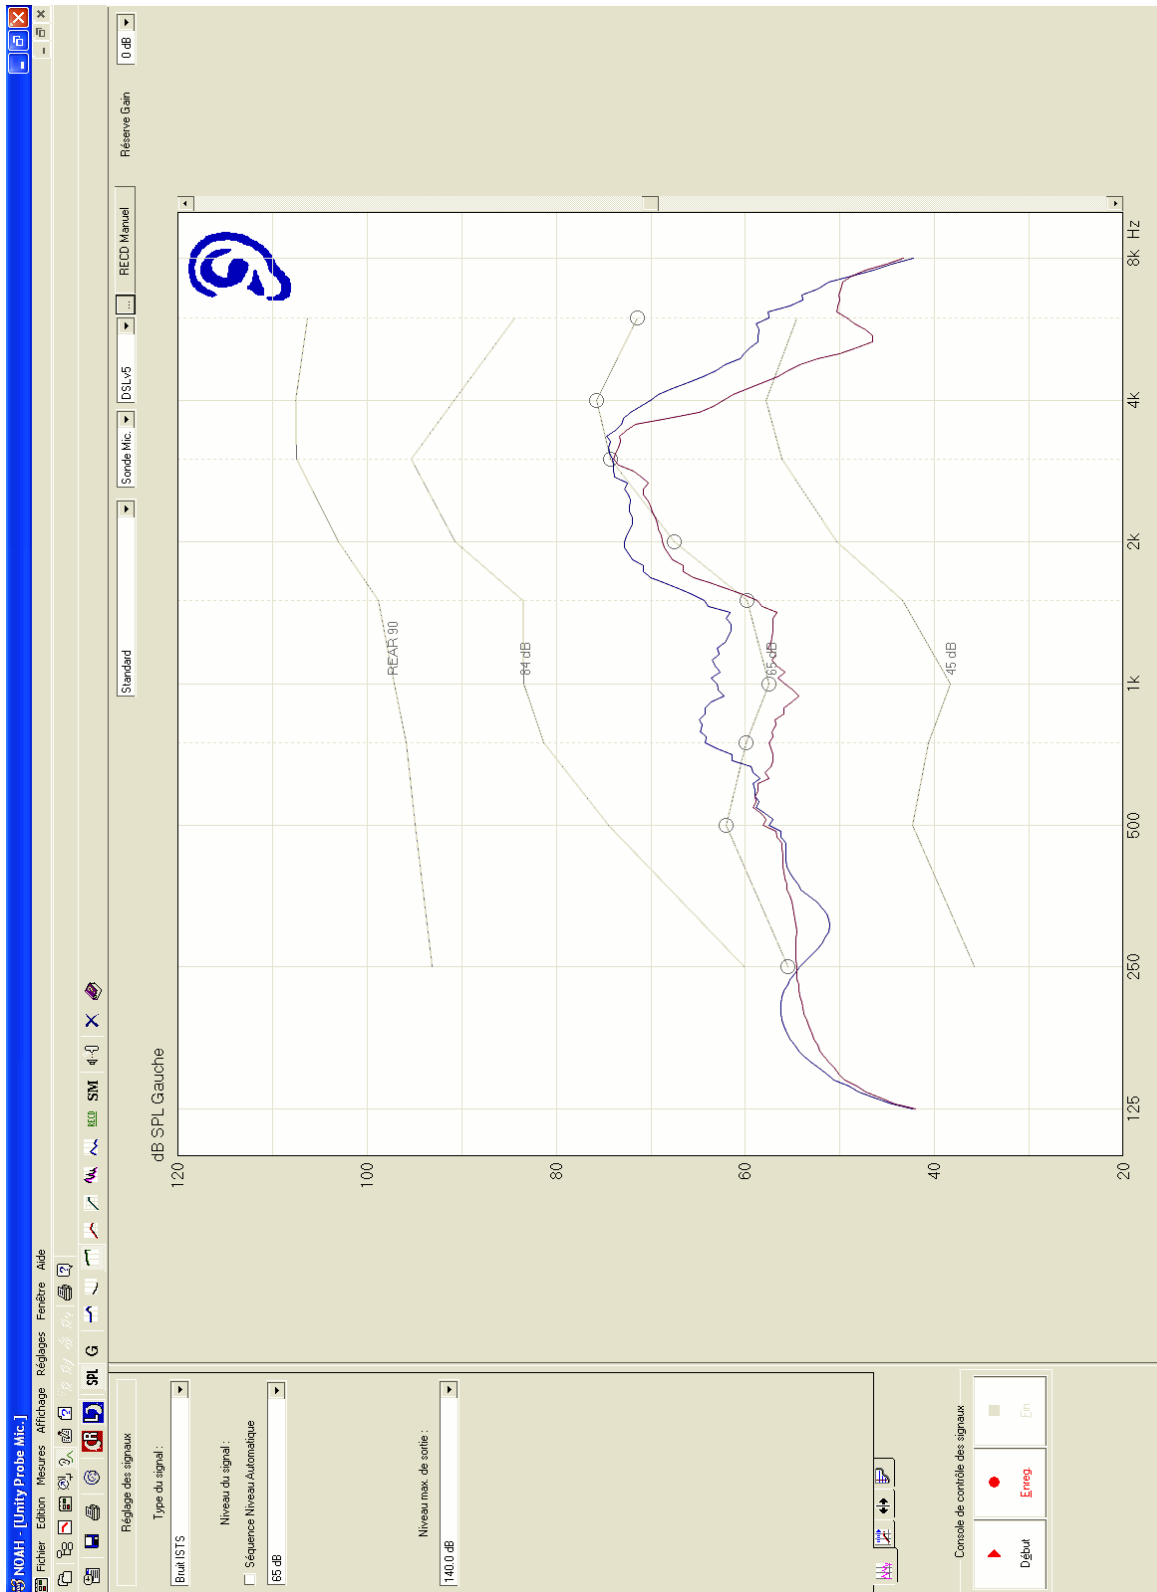 NOAH - [Unity Probe Mic.]
Fichier Edition Mesures Affichage Réglages Fenêtre Aide
SPL G RECD SM
Réglage des signaux
Type du signal :
Bruit ISTS
Niveau du signal :
Séquence Niveau Automatique
65 dB
Niveau max. de sortie :
140.0 dB
Console de contrôle des signaux
Début
Enreg.
Fin
Standard Sonde Mic. DSLv5 ... RECD Manuel Réserve Gain 0 dB
dB SPL Gauche
120
100
80
60
40
20
REAR 90
84 dB
65 dB
45 dB
125 250 500 1K 2K 4K 8K Hz